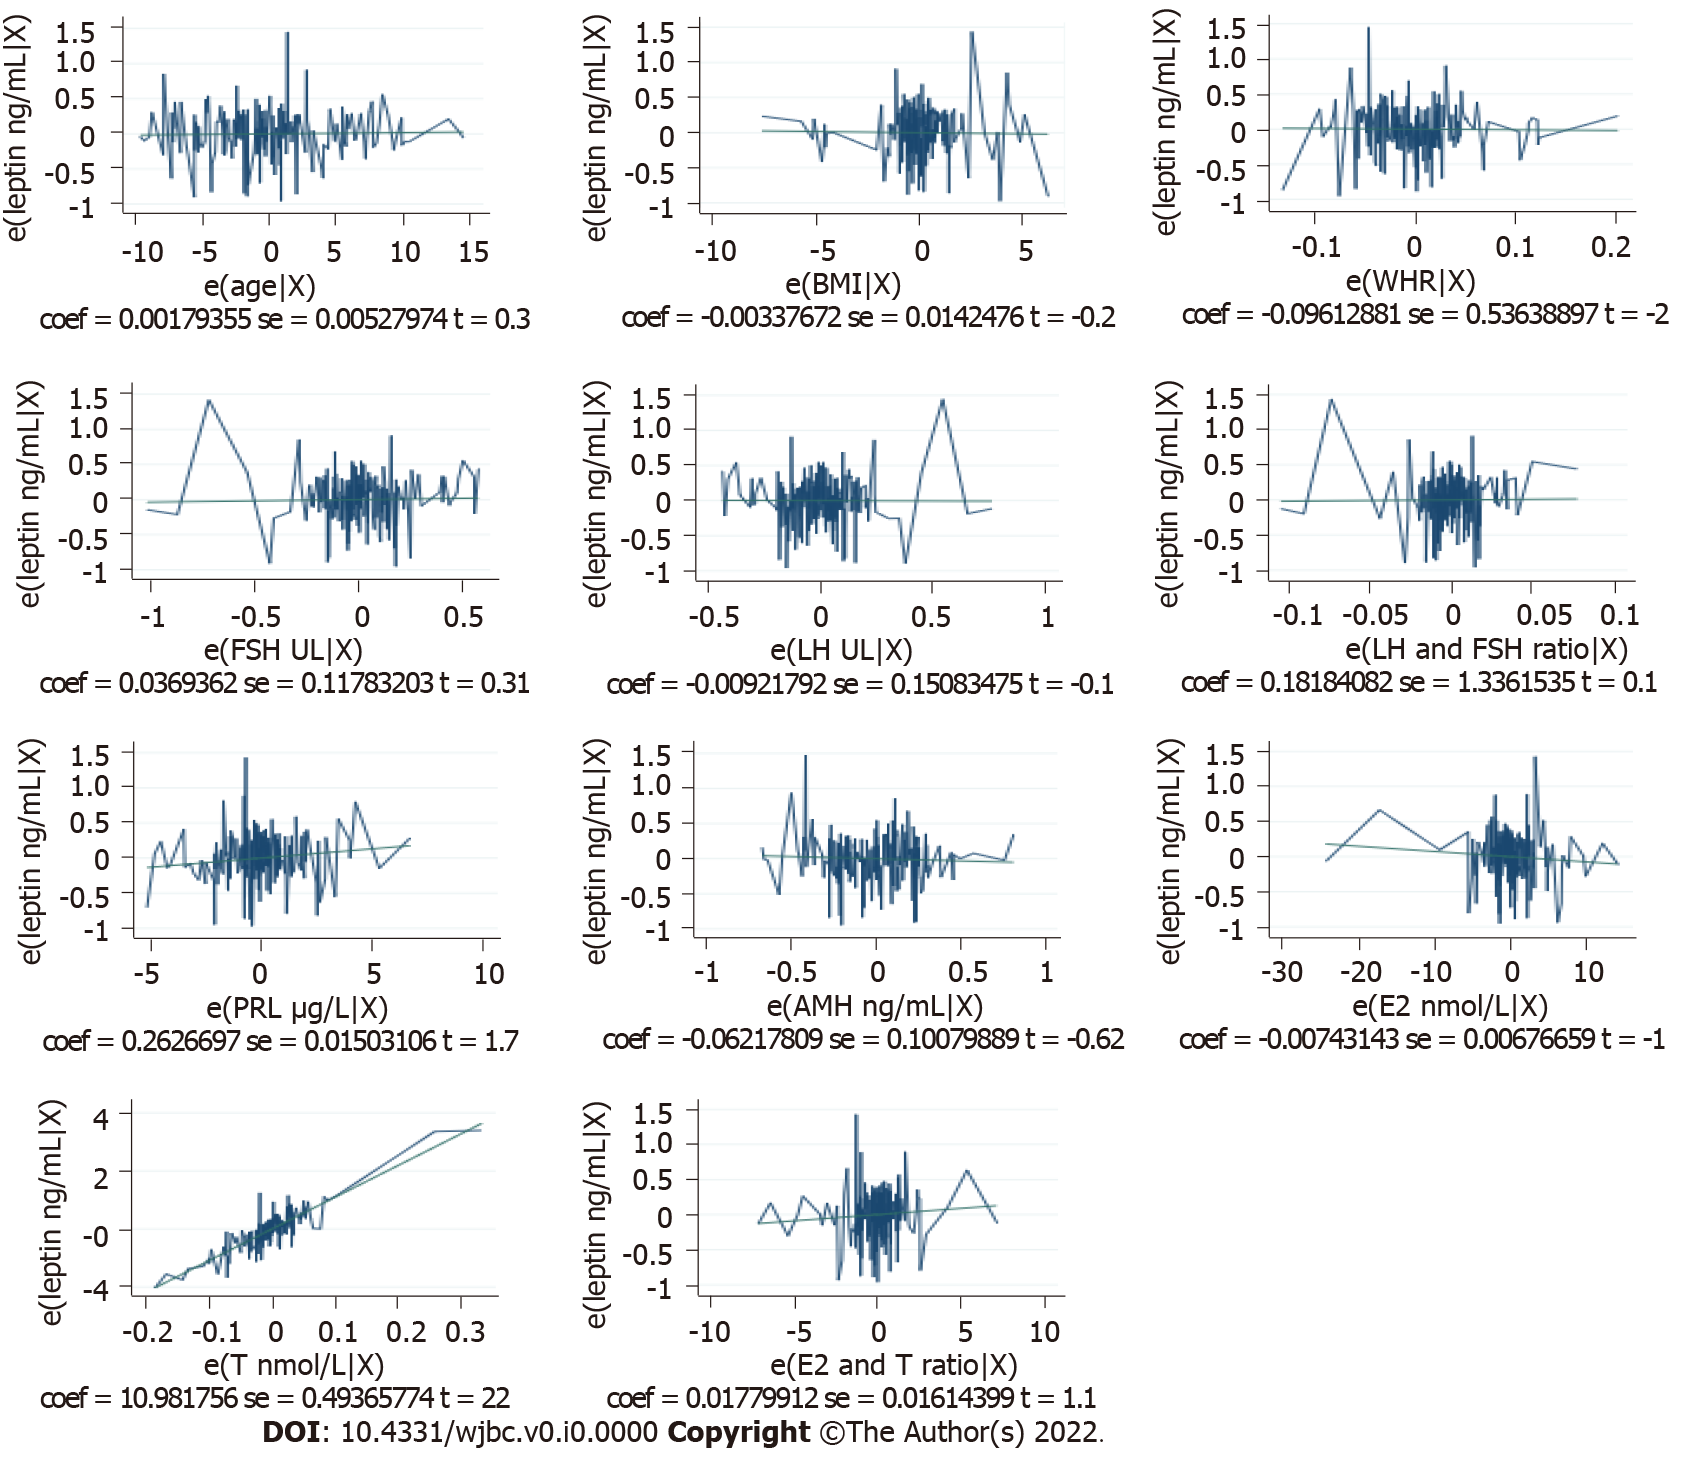 e(leptin ng/mL|X)
1.5
1.0
0.5
0
-0.5
-1
-10 -5 0 5 10 15
e(age|X)
coef = 0.00179355 se = 0.00527974 t = 0.3
e(leptin ng/mL|X)
1.5
1.0
0.5
0
-0.5
-1
-10 -5 0 5
e(BMI|X)
coef = -0.00337672 se = 0.0142476 t = -0.2
e(leptin ng/mL|X)
1.5
1.0
0.5
0
-0.5
-1
-0.1 0 0.1 0.2
e(WHR|X)
coef = -0.09612881 se = 0.53638897 t = -2
e(leptin ng/mL|X)
1.5
1.0
0.5
0
-0.5
-1
-1 -0.5 0 0.5
e(FSH UL|X)
coef = 0.0369362 se = 0.11783203 t = 0.31
e(leptin ng/mL|X)
1.5
1.0
0.5
0
-0.5
-1
-0.5 0 0.5 1
e(LH UL|X)
coef = -0.00921792 se = 0.15083475 t = -0.1
e(leptin ng/mL|X)
1.5
1.0
0.5
0
-0.5
-1
-0.1 -0.05 0 0.05 0.1
e(LH and FSH ratio|X)
coef = 0.18184082 se = 1.3361535 t = 0.1
e(leptin ng/mL|X)
1.5
1.0
0.5
0
-0.5
-1
-5 0 5 10
e(PRL µg/L|X)
coef = 0.2626697 se = 0.01503106 t = 1.7
e(leptin ng/mL|X)
1.5
1.0
0.5
0
-0.5
-1
-1 -0.5 0 0.5 1
e(AMH ng/mL|X)
coef = -0.06217809 se = 0.10079889 t = -0.62
e(leptin ng/mL|X)
1.5
1.0
0.5
0
-0.5
-1
-30 -20 -10 0 10
e(E2 nmol/L|X)
coef = -0.00743143 se = 0.00676659 t = -1
e(leptin ng/mL|X)
4
2
-0
-4
-0.2 -0.1 0 0.1 0.2 0.3
e(T nmol/L|X)
coef = 10.981756 se = 0.49365774 t = 22
e(leptin ng/mL|X)
1.5
1.0
0.5
0
-0.5
-1
-10 -5 0 5 10
e(E2 and T ratio|X)
coef = 0.01779912 se = 0.01614399 t = 1.1
DOI: 10.4331/wjbc.v0.i0.0000 Copyright ©The Author(s) 2022.